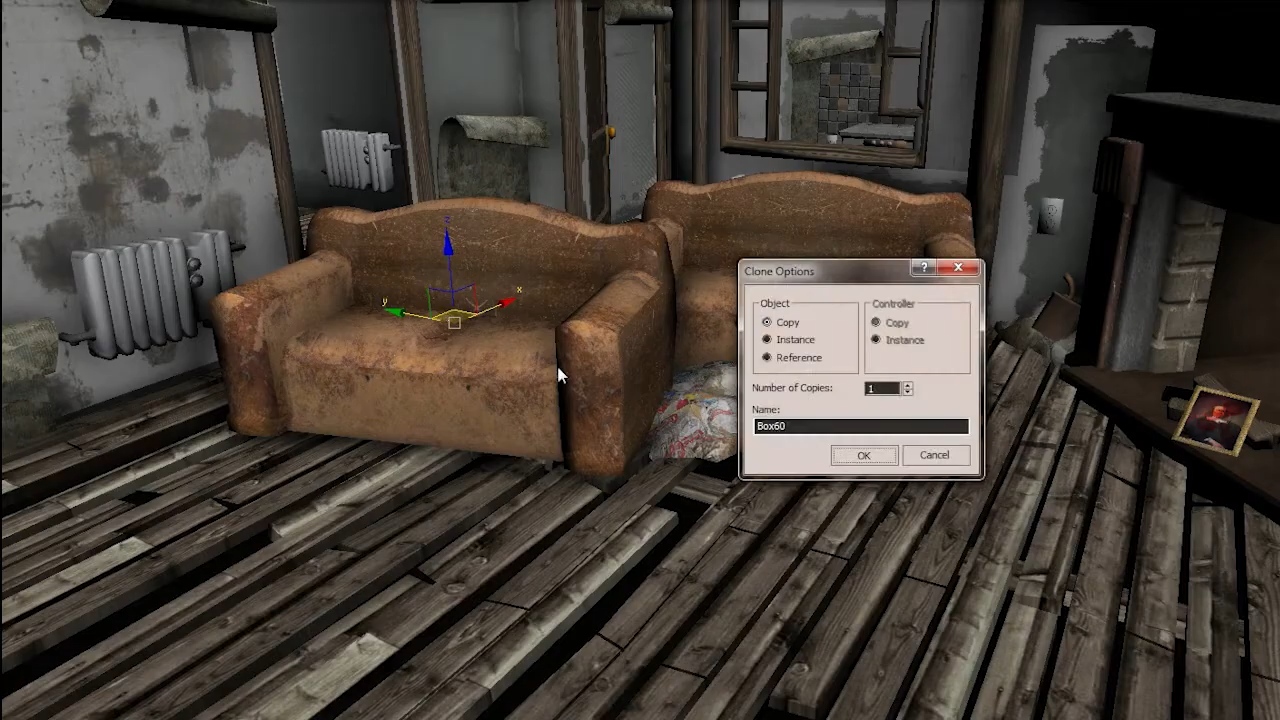 z
x
y
Clone Options
?
Object
Copy
Instance
Reference
Controller
Copy
Instance
Number of Copies:
1
Name:
Box60
OK
Cancel